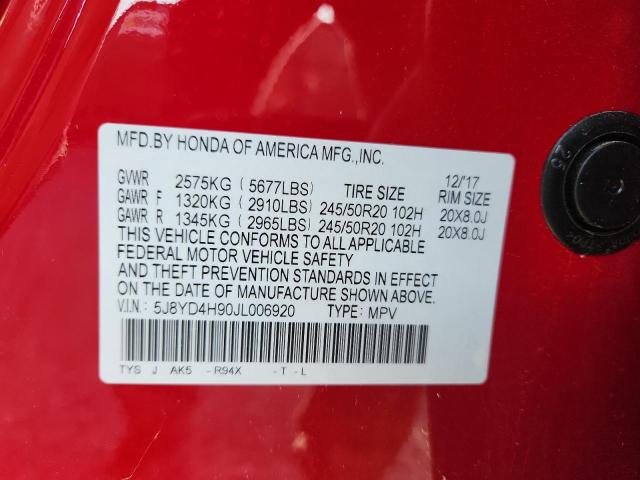 MFD.BY HONDA OF AMERICA MFG.,INC.
12/'17
GVWR 2575KG ( 5677LBS) TIRE SIZE RIM SIZE
GAWR F 1320KG ( 2910LBS) 245/50R20 102H 20X8.0J
GAWR R 1345KG ( 2965LBS) 245/50R20 102H 20X8.0J
THIS VEHICLE CONFORMS TO ALL APPLICABLE
FEDERAL MOTOR VEHICLE SAFETY
AND THEFT PREVENTION STANDARDS IN EFFECT
ON THE DATE OF MANUFACTURE SHOWN ABOVE.
V.I.N.: 5J8YD4H90JL006920 TYPE: MPV
TYS J AK5 -R94X -T-L